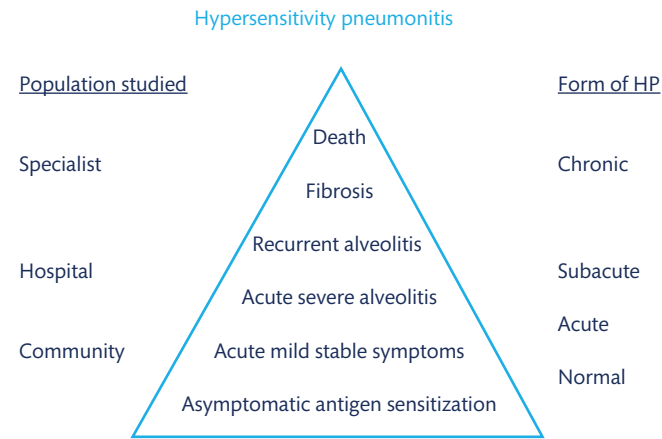 Hypersensitivity pneumonitis
Population studied
Form of HP
Death
Specialist
Chronic
Fibrosis
Recurrent alveolitis
Hospital
Subacute
Acute severe alveolitis
Acute
Community
Acute mild stable symptoms
Normal
Asymptomatic antigen sensitization